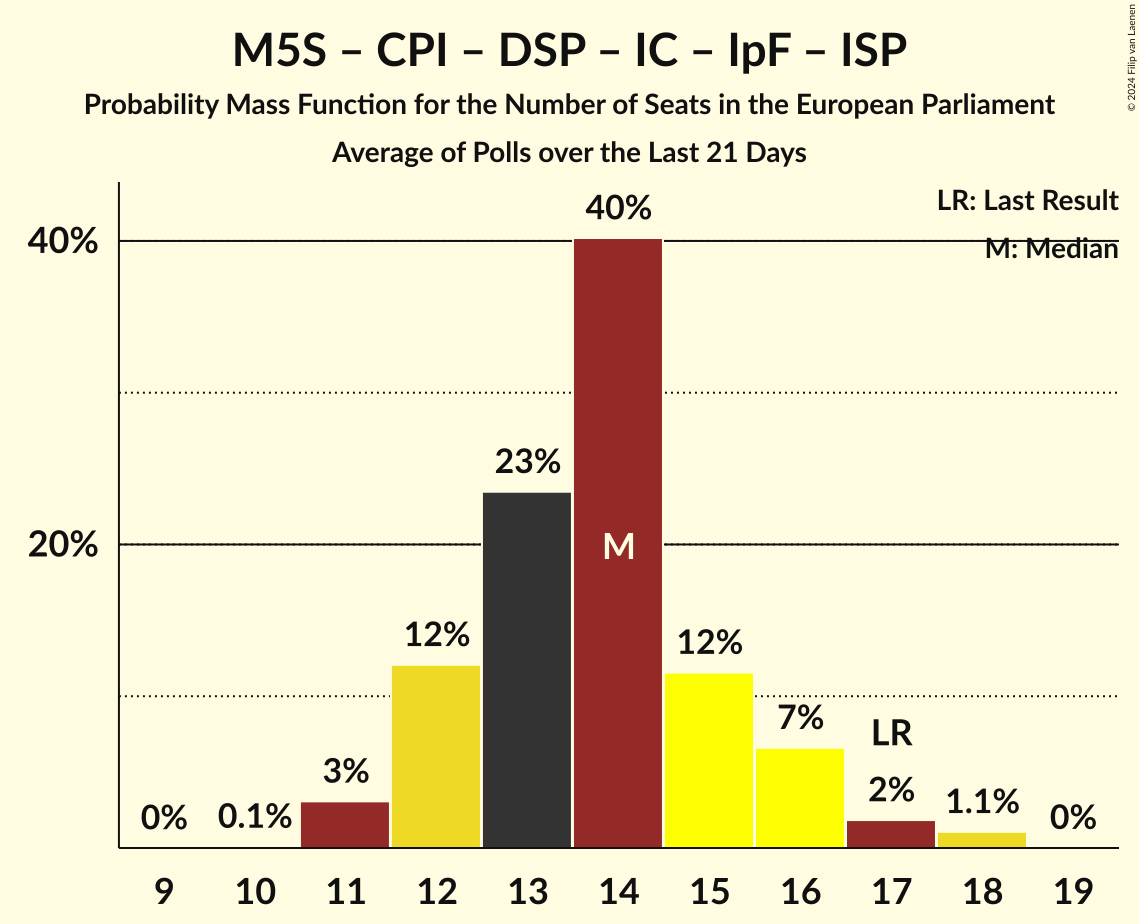 M5S – CPI – DSP – IC – IpF – ISP
Probability Mass Function for the Number of Seats in the European Parliament
Average of Polls over the Last 21 Days
© 2024 Filip van Laenen
LR: Last Result
M: Median
40%
20%
0%
0.1%
3%
12%
23%
40%
M
12%
7%
LR
2%
1.1%
0%
9 10 11 12 13 14 15 16 17 18 19